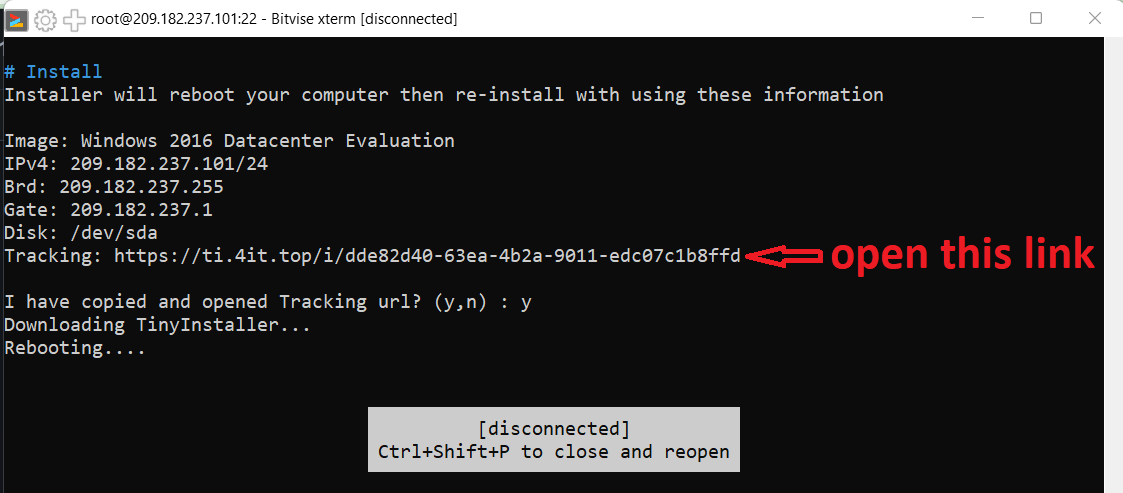 root@209.182.237.101:22 - Bitvise xterm [disconnected]
# Install
Installer will reboot your computer then re-install with using these information
Image: Windows 2016 Datacenter Evaluation
IPv4: 209.182.237.101/24
Brd: 209.182.237.255
Gate: 209.182.237.1
Disk: /dev/sda
Tracking: https://ti.4it.top/i/dde82d40-63ea-4b2a-9011-edc07c1b8ffd open this link
I have copied and opened Tracking url? (y,n) : y
Downloading TinyInstaller...
Rebooting....
[disconnected]
Ctrl+Shift+P to close and reopen